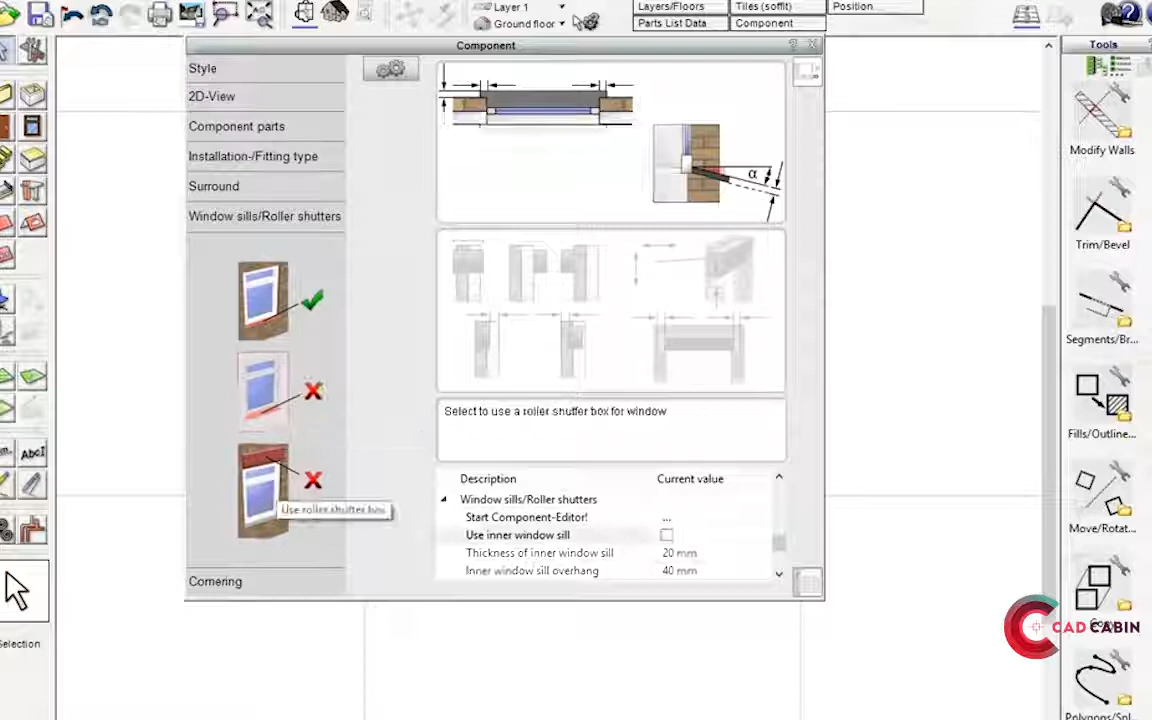 Layer 1
Ground floor
Layers/Floors
Tiles (soffit)
Position
Parts List Data
Component
Component
Style
2D-View
Component parts
Installation-/Fitting type
Surround
Window sills/Roller shutters
Use roller shutter box
Cornering
α
Select to use a roller shutter box for window
Description
Current value
Window sills/Roller shutters
Start Component-Editor!
...
Use inner window sill
Thickness of inner window sill
20 mm
Inner window sill overhang
40 mm
Abc
Selection
Tools
Modify Walls
Trim/Bevel
Segments/Br...
Fills/Outline...
Move/Rotat...
CAD CABIN
Polygons/Spl...